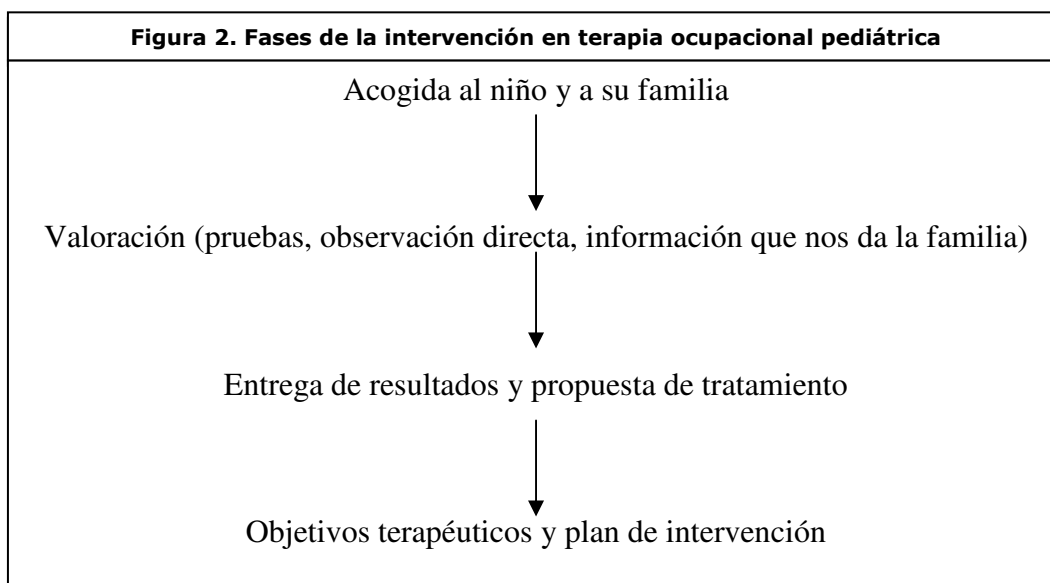 Figura 2. Fases de la intervención en terapia ocupacional pediátrica
Acogida al niño y a su familia
Valoración (pruebas, observación directa, información que nos da la familia)
Entrega de resultados y propuesta de tratamiento
Objetivos terapéuticos y plan de intervención